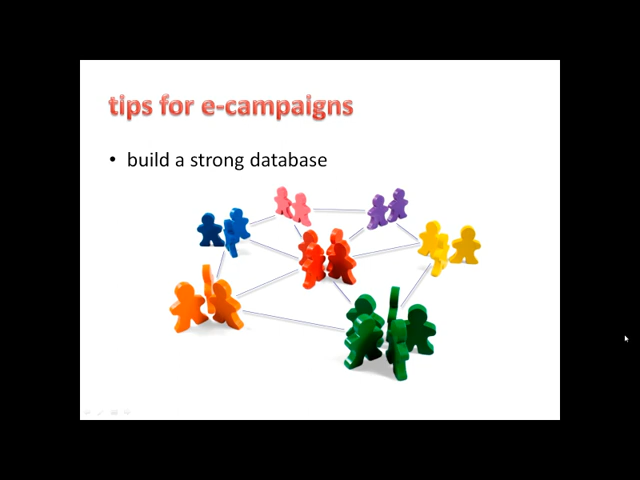 tips for e-campaigns
• build a strong database